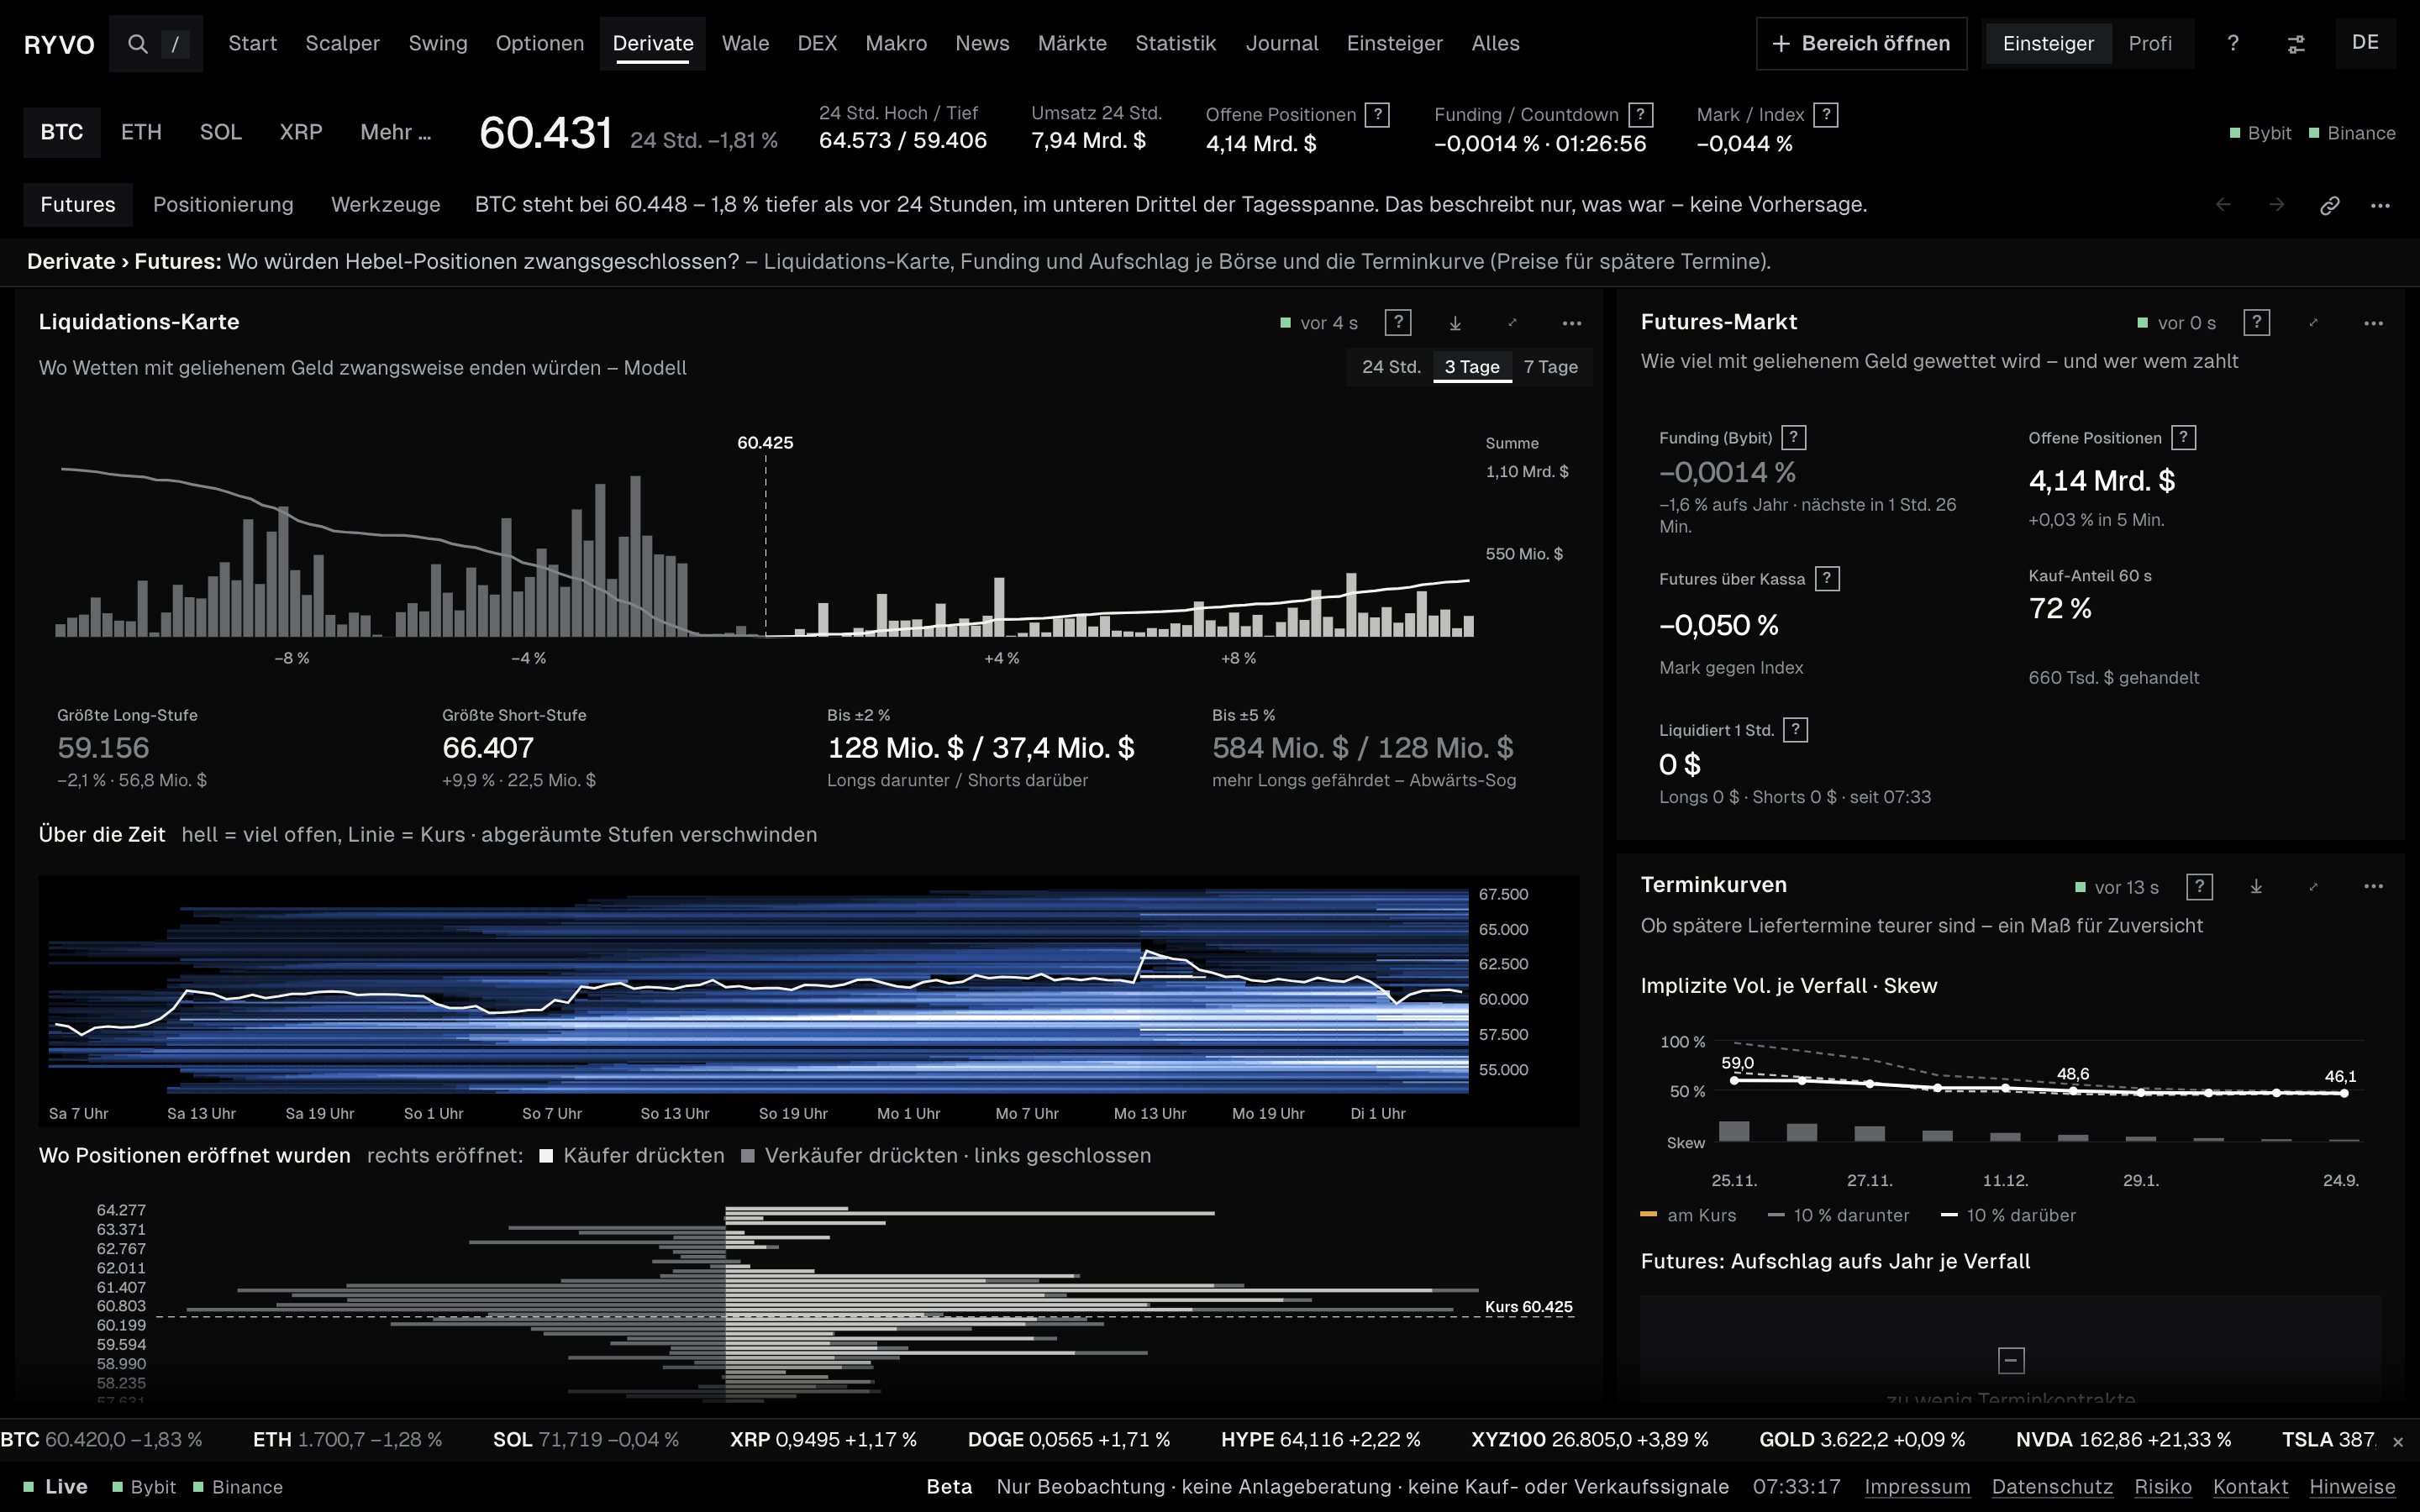 RYVO / Start Scalper Swing Optionen Derivate Wale DEX Makro News Märkte Statistik Journal Einsteiger Alles + Bereich öffnen Einsteiger Profi ? DE
BTC ETH SOL XRP Mehr ... 60.431 24 Std. −1,81 %
24 Std. Hoch / Tief
64.573 / 59.406
Umsatz 24 Std.
7,94 Mrd. $
Offene Positionen ?
4,14 Mrd. $
Funding / Countdown ?
−0,0014 % · 01:26:56
Mark / Index ?
−0,044 %
Bybit Binance
Futures Positionierung Werkzeuge BTC steht bei 60.448 – 1,8 % tiefer als vor 24 Stunden, im unteren Drittel der Tagesspanne. Das beschreibt nur, was war – keine Vorhersage.
Derivate › Futures: Wo würden Hebel-Positionen zwangsgeschlossen? – Liquidations-Karte, Funding und Aufschlag je Börse und die Terminkurve (Preise für spätere Termine).
Liquidations-Karte vor 4 s ?
Wo Wetten mit geliehenem Geld zwangsweise enden würden – Modell 24 Std. 3 Tage 7 Tage
60.425
Summe
1,10 Mrd. $
550 Mio. $
−8 % −4 % +4 % +8 %
Größte Long-Stufe
59.156
−2,1 % · 56,8 Mio. $
Größte Short-Stufe
66.407
+9,9 % · 22,5 Mio. $
Bis ±2 %
128 Mio. $ / 37,4 Mio. $
Longs darunter / Shorts darüber
Bis ±5 %
584 Mio. $ / 128 Mio. $
mehr Longs gefährdet – Abwärts-Sog
Über die Zeit hell = viel offen, Linie = Kurs · abgeräumte Stufen verschwinden
67.500
65.000
62.500
60.000
57.500
55.000
Sa 7 Uhr Sa 13 Uhr Sa 19 Uhr So 1 Uhr So 7 Uhr So 13 Uhr So 19 Uhr Mo 1 Uhr Mo 7 Uhr Mo 13 Uhr Mo 19 Uhr Di 1 Uhr
Wo Positionen eröffnet wurden rechts eröffnet: Käufer drückten Verkäufer drückten · links geschlossen
64.277
63.371
62.767
62.011
61.407
60.803
Kurs 60.425
60.199
59.594
58.990
58.235
57.631
Futures-Markt vor 0 s ?
Wie viel mit geliehenem Geld gewettet wird – und wer wem zahlt
Funding (Bybit) ?
−0,0014 %
−1,6 % aufs Jahr · nächste in 1 Std. 26
Min.
Offene Positionen ?
4,14 Mrd. $
+0,03 % in 5 Min.
Futures über Kassa ?
−0,050 %
Mark gegen Index
Kauf-Anteil 60 s
72 %
660 Tsd. $ gehandelt
Liquidiert 1 Std. ?
0 $
Longs 0 $ · Shorts 0 $ · seit 07:33
Terminkurven vor 13 s ?
Ob spätere Liefertermine teurer sind – ein Maß für Zuversicht
Implizite Vol. je Verfall · Skew
100 %
50 %
Skew
59,0 48,6 46,1
25.11. 27.11. 11.12. 29.1. 24.9.
am Kurs 10 % darunter 10 % darüber
Futures: Aufschlag aufs Jahr je Verfall
zu wenig Terminkontrakte
BTC 60.420,0 −1,83 % ETH 1.700,7 −1,28 % SOL 71,719 −0,04 % XRP 0,9495 +1,17 % DOGE 0,0565 +1,71 % HYPE 64,116 +2,22 % XYZ100 26.805,0 +3,89 % GOLD 3.622,2 +0,09 % NVDA 162,86 +21,33 % TSLA 387, ×
Live Bybit Binance Beta Nur Beobachtung · keine Anlageberatung · keine Kauf- oder Verkaufssignale 07:33:17 Impressum Datenschutz Risiko Kontakt Hinweise